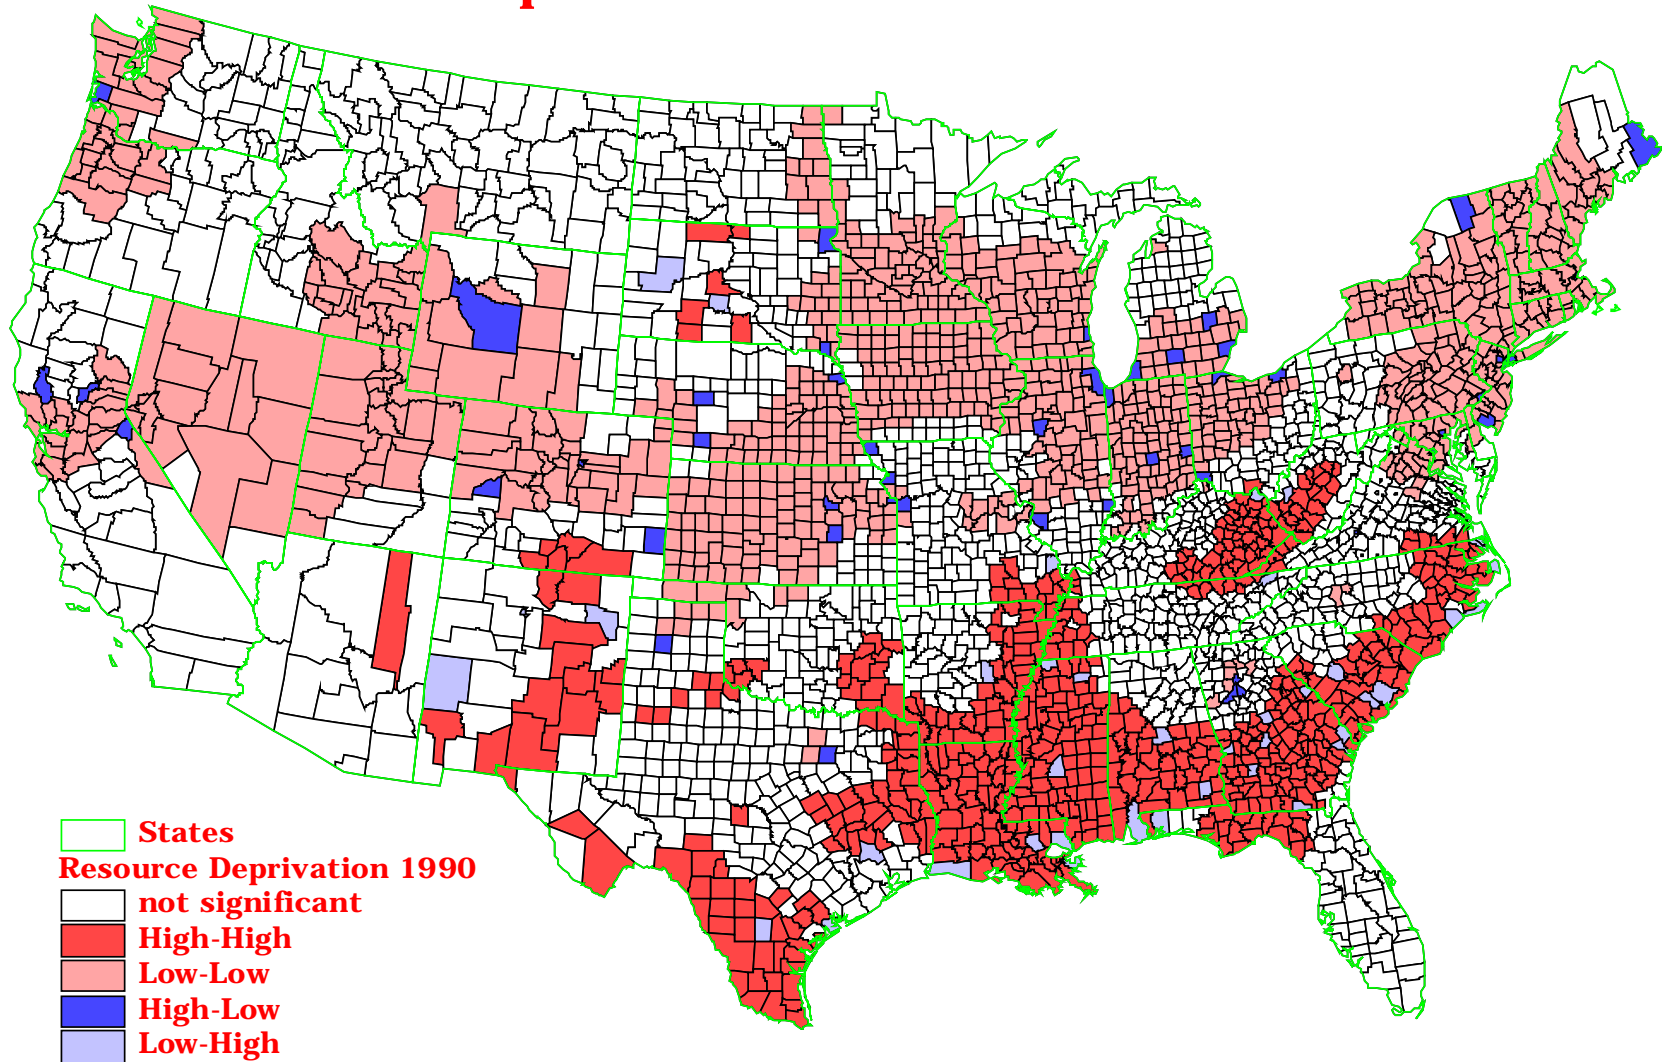 States
Resource Deprivation 1990
not significant
High-High
Low-Low
High-Low
Low-High